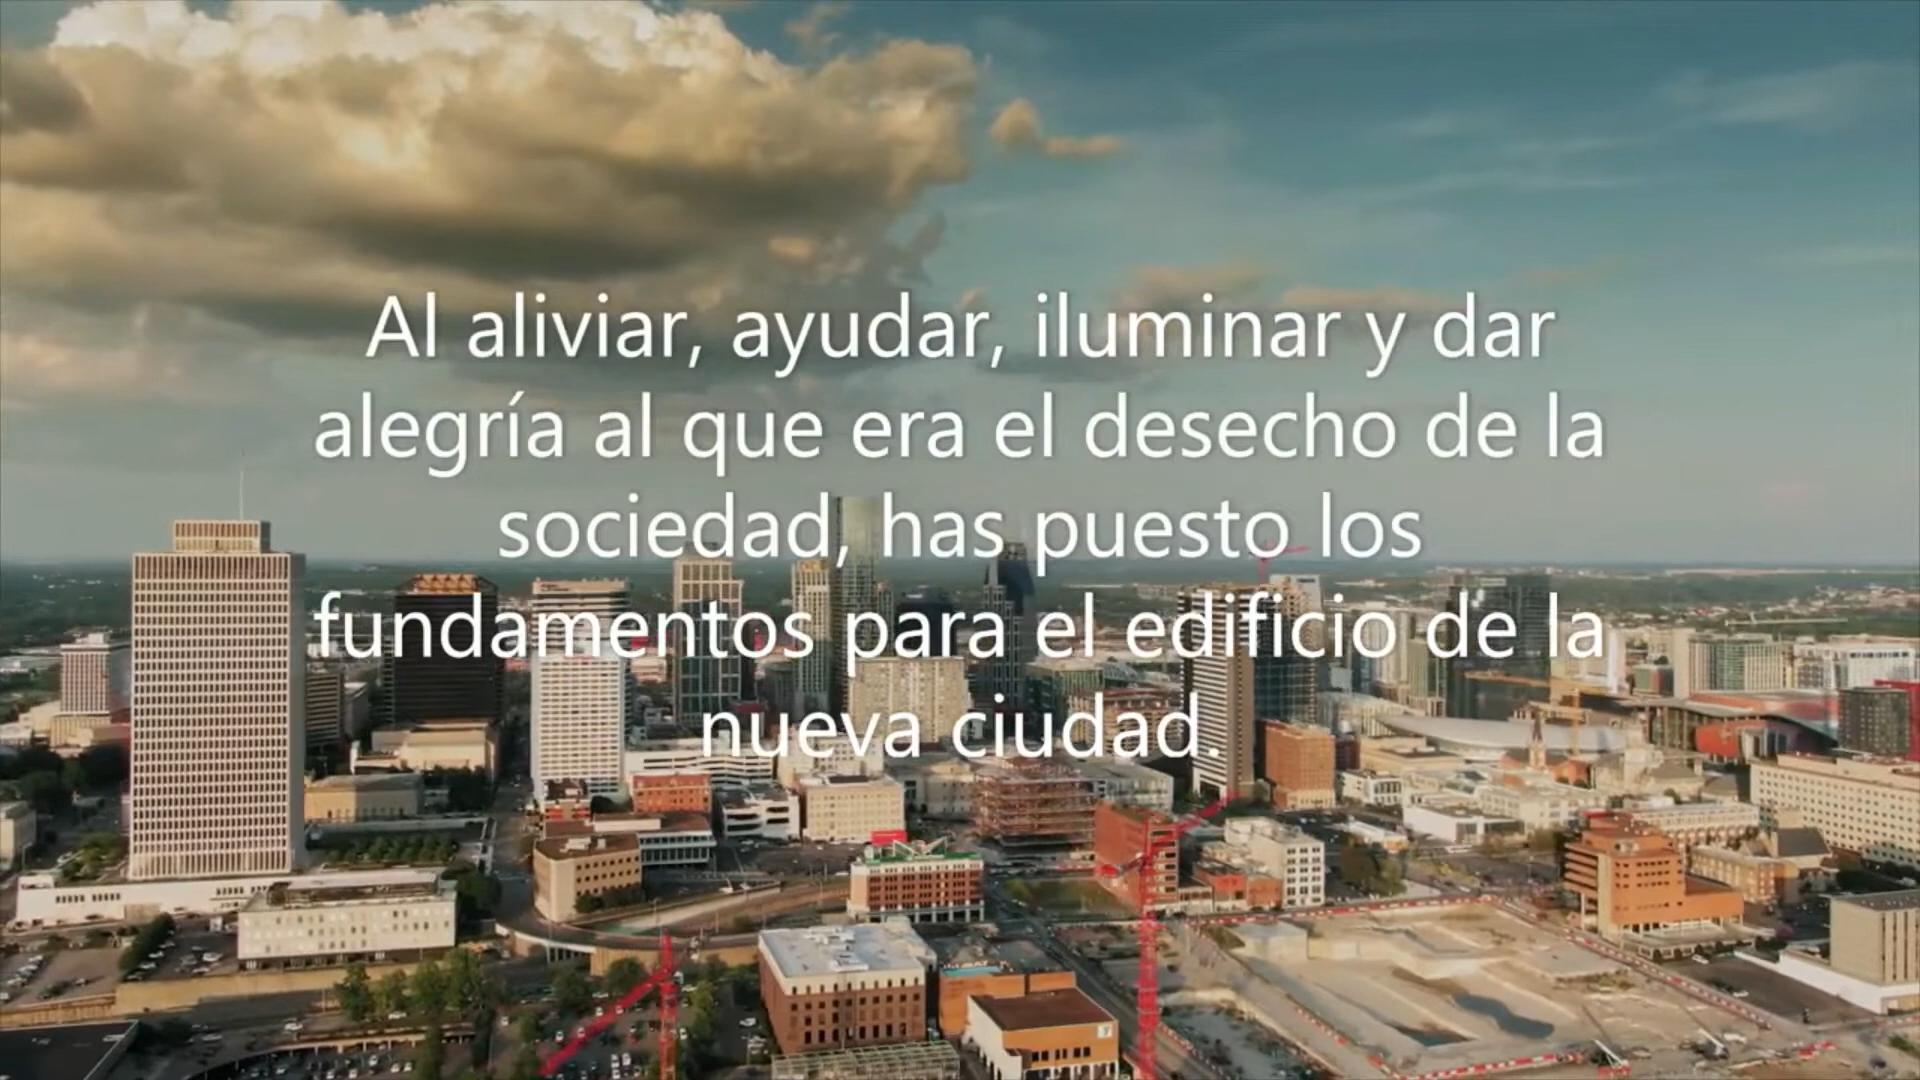 Al aliviar, ayudar, iluminar y dar
alegría al que era el desecho de la
sociedad, has puesto los
fundamentos para el edificio de la
nueva ciudad.